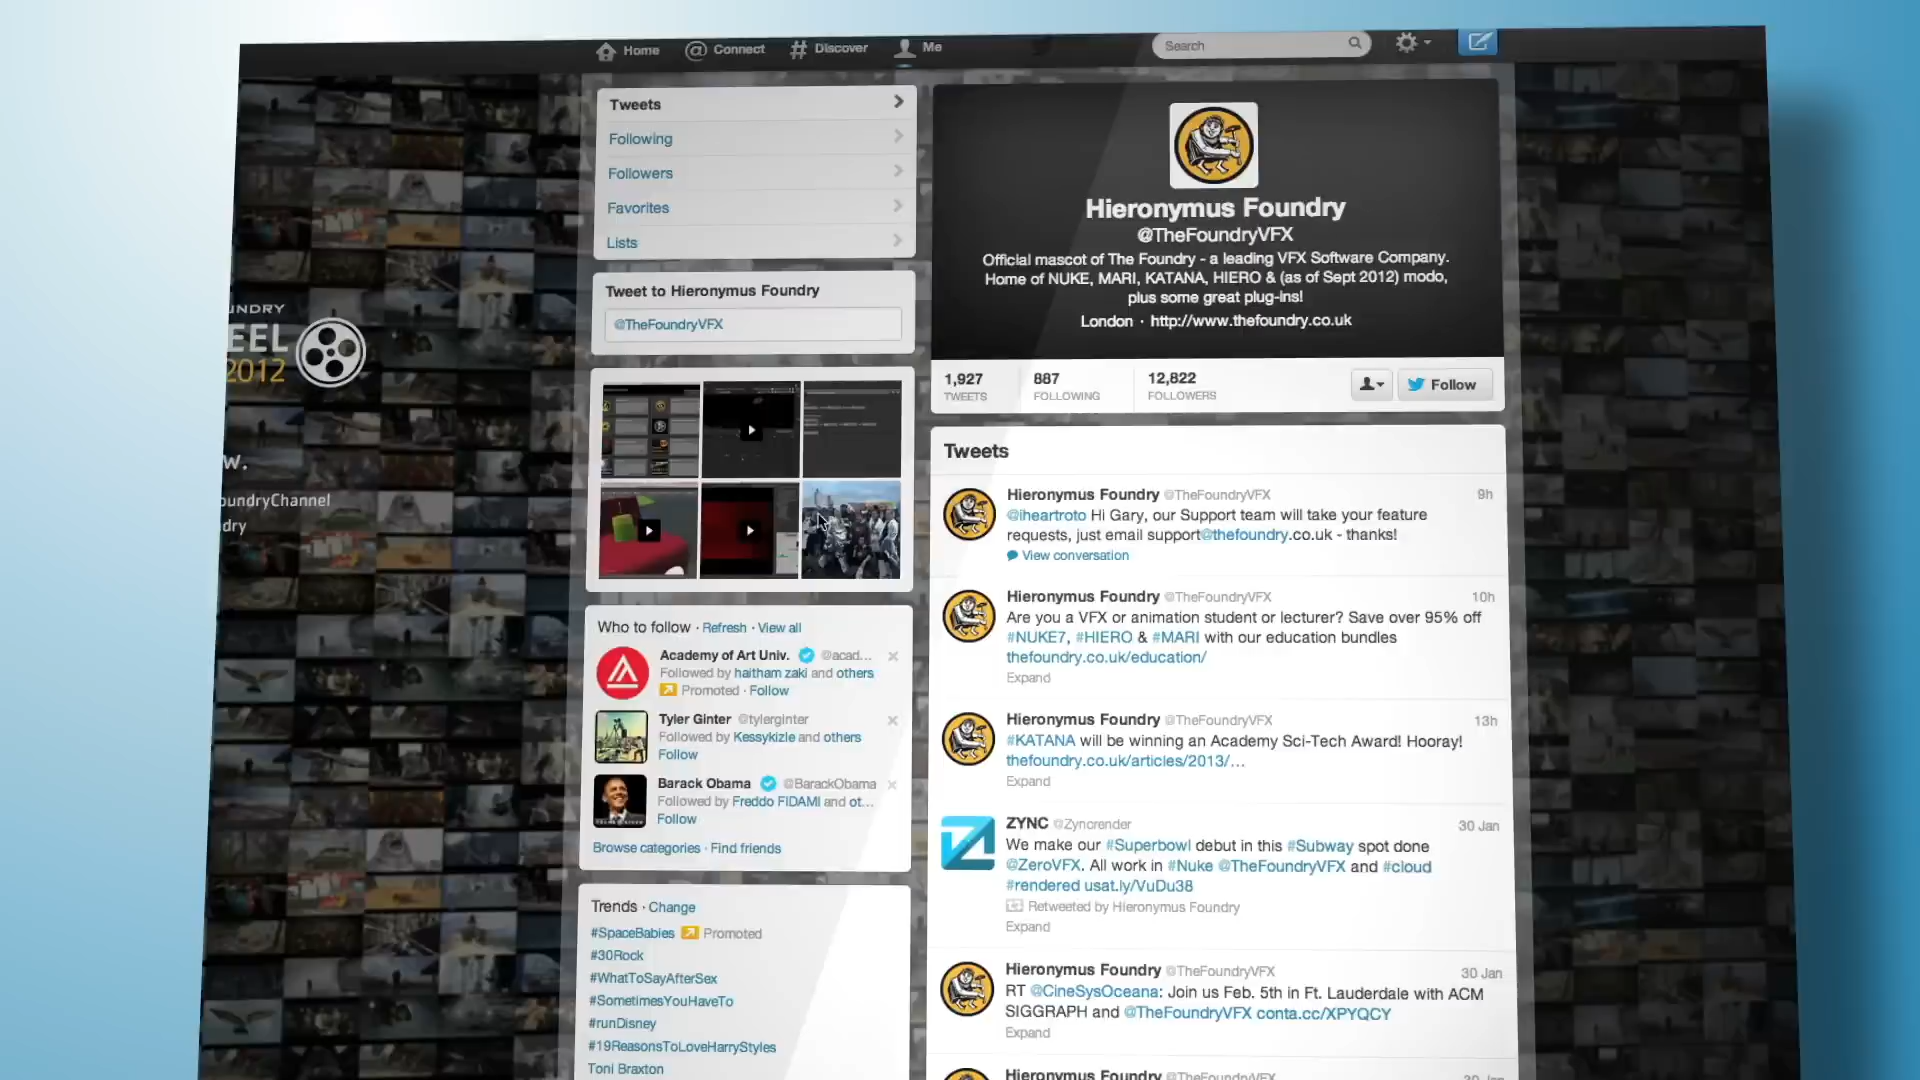 Home
Connect
Discover
Me
Search
UNDRY
EEL
2012
w.
oundryChannel
dry
Tweets
Following
Followers
Favorites
Lists
Tweet to Hieronymus Foundry
@TheFoundryVFX
Who to follow · Refresh · View all
Academy of Art Univ. @acad...
Followed by haitham zaki and others
Promoted · Follow
Tyler Ginter @tylerginter
Followed by Kessykizle and others
Follow
Barack Obama @BarackObama
Followed by Freddo FIDAMI and ot...
Follow
Browse categories · Find friends
Trends · Change
#SpaceBabies Promoted
#30Rock
#WhatToSayAfterSex
#SometimesYouHaveTo
#runDisney
#19ReasonsToLoveHarryStyles
Toni Braxton
Hieronymus Foundry
@TheFoundryVFX
Official mascot of The Foundry - a leading VFX Software Company.
Home of NUKE, MARI, KATANA, HIERO & (as of Sept 2012) modo,
plus some great plug-ins!
London · http://www.thefoundry.co.uk
1,927
TWEETS
887
FOLLOWING
12,822
FOLLOWERS
Follow
Tweets
Hieronymus Foundry @TheFoundryVFX 9h
@iheartroto Hi Gary, our Support team will take your feature
requests, just email support@thefoundry.co.uk - thanks!
View conversation
Hieronymus Foundry @TheFoundryVFX 10h
Are you a VFX or animation student or lecturer? Save over 95% off
#NUKE7, #HIERO & #MARI with our education bundles
thefoundry.co.uk/education/
Expand
Hieronymus Foundry @TheFoundryVFX 13h
#KATANA will be winning an Academy Sci-Tech Award! Hooray!
thefoundry.co.uk/articles/2013/...
Expand
ZYNC @Zyncrender 30 Jan
We make our #Superbowl debut in this #Subway spot done
@ZeroVFX. All work in #Nuke @TheFoundryVFX and #cloud
#rendered usat.ly/VuDu38
Retweeted by Hieronymus Foundry
Expand
Hieronymus Foundry @TheFoundryVFX 30 Jan
RT @CineSysOceana: Join us Feb. 5th in Ft. Lauderdale with ACM
SIGGRAPH and @TheFoundryVFX conta.cc/XPYQCY
Expand
Hieronymus Foundry @TheFoundryVFX 30 Jan